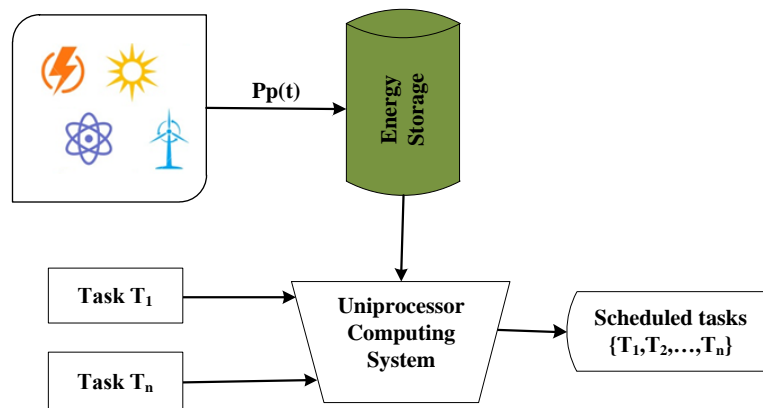 Pp(t)
Energy
Storage
Task T₁
Uniprocessor
Computing
System
Scheduled tasks
{T₁,T₂,…,Tₙ}
Task Tₙ